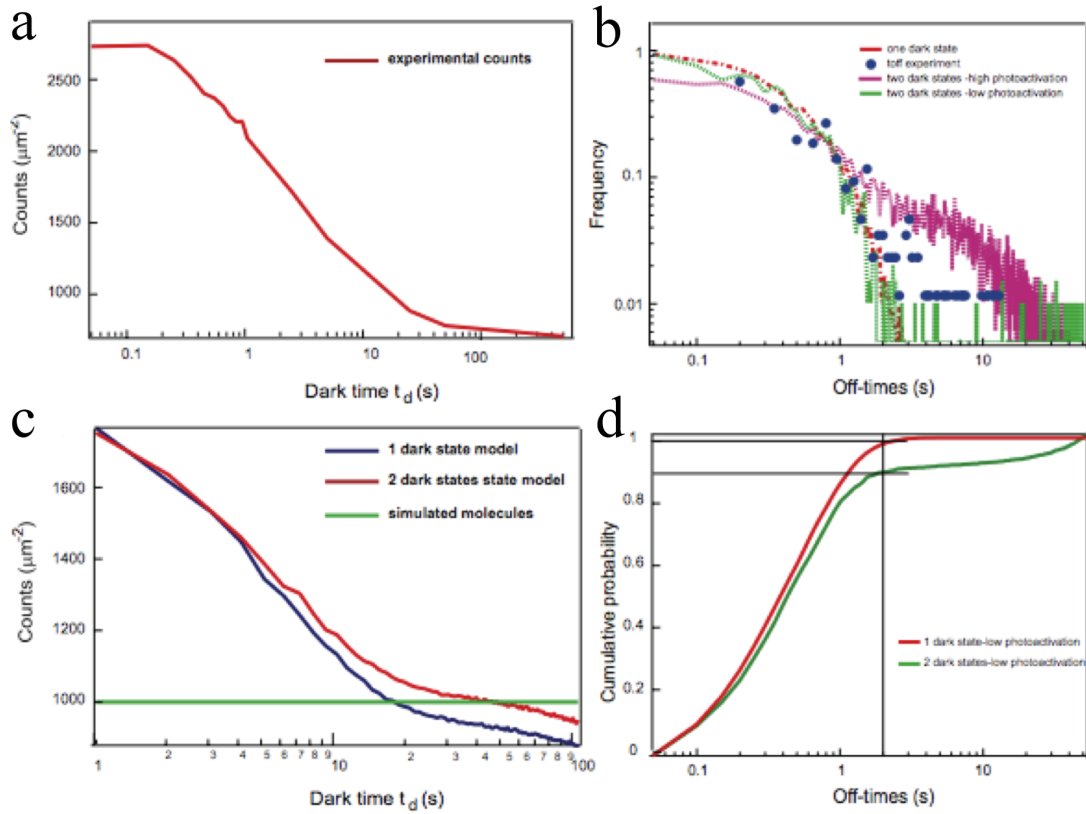 a
experimental counts
2500
2000
1500
1000
Counts (μm-2)
0.1 1 10 100
Dark time t d (s)
b
one dark state
toff experiment
two dark states -high photoactivation
two dark states -low photoactivation
1
0.1
0.01
Frequency
0.1 1 10
Off-times (s)
c
1 dark state model
2 dark states state model
simulated molecules
1600
1400
1200
1000
Counts (μm-2)
1 2 3 4 5 6 7 8 9 10 2 3 4 5 6 7 8 9 100
Dark time t d (s)
d
1
0.8
0.6
0.4
0.2
0
Cumulative probability
1 dark state-low photoactivation
2 dark states-low photoactivation
0.1 1 10
Off-times (s)